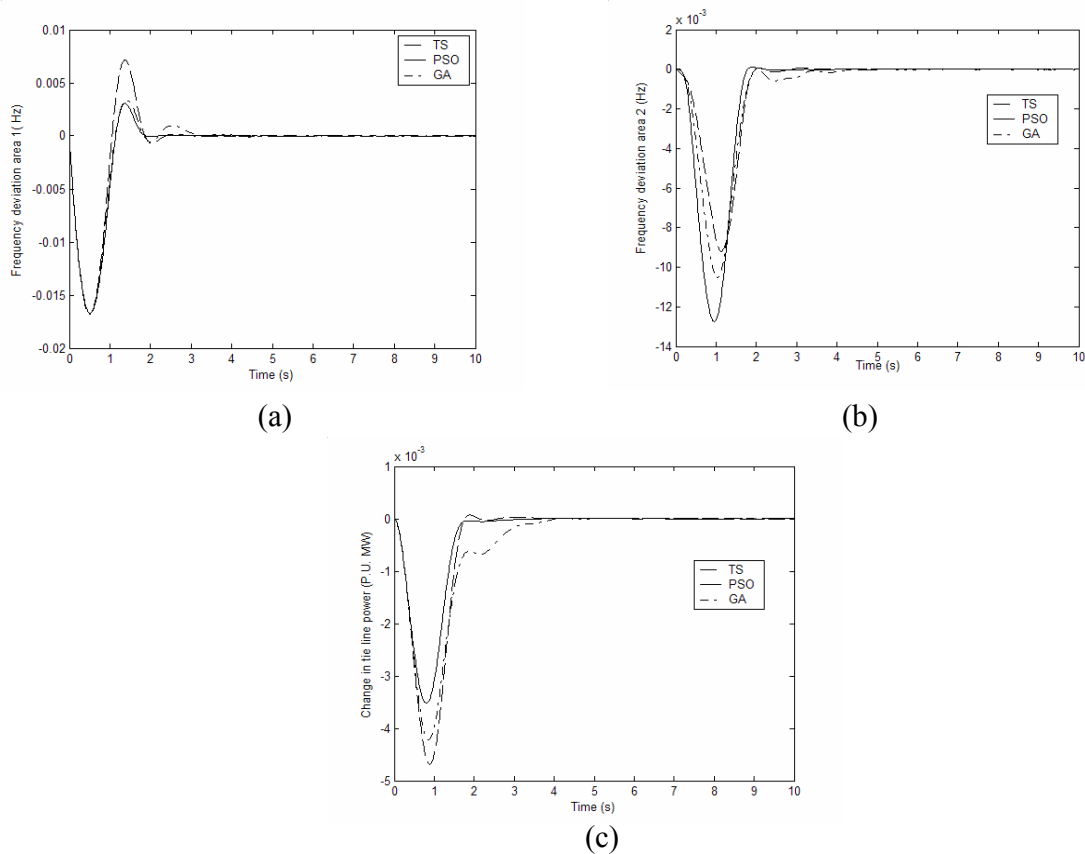 0.01
0.005
0
-0.005
-0.01
-0.015
-0.02
Frequency deviation area 1( Hz)
TS
PSO
GA
0 1 2 3 4 5 6 7 8 9 10
Time (s)
(a)
x 10-3
2
0
-2
-4
-6
-8
-10
-12
-14
Frequency deviation area 2 (Hz)
TS
PSO
GA
0 1 2 3 4 5 6 7 8 9 10
Time (s)
(b)
x 10-3
1
0
-1
-2
-3
-4
-5
Change in tie line power (P.U. MW)
TS
PSO
GA
0 1 2 3 4 5 6 7 8 9 10
Time (s)
(c)